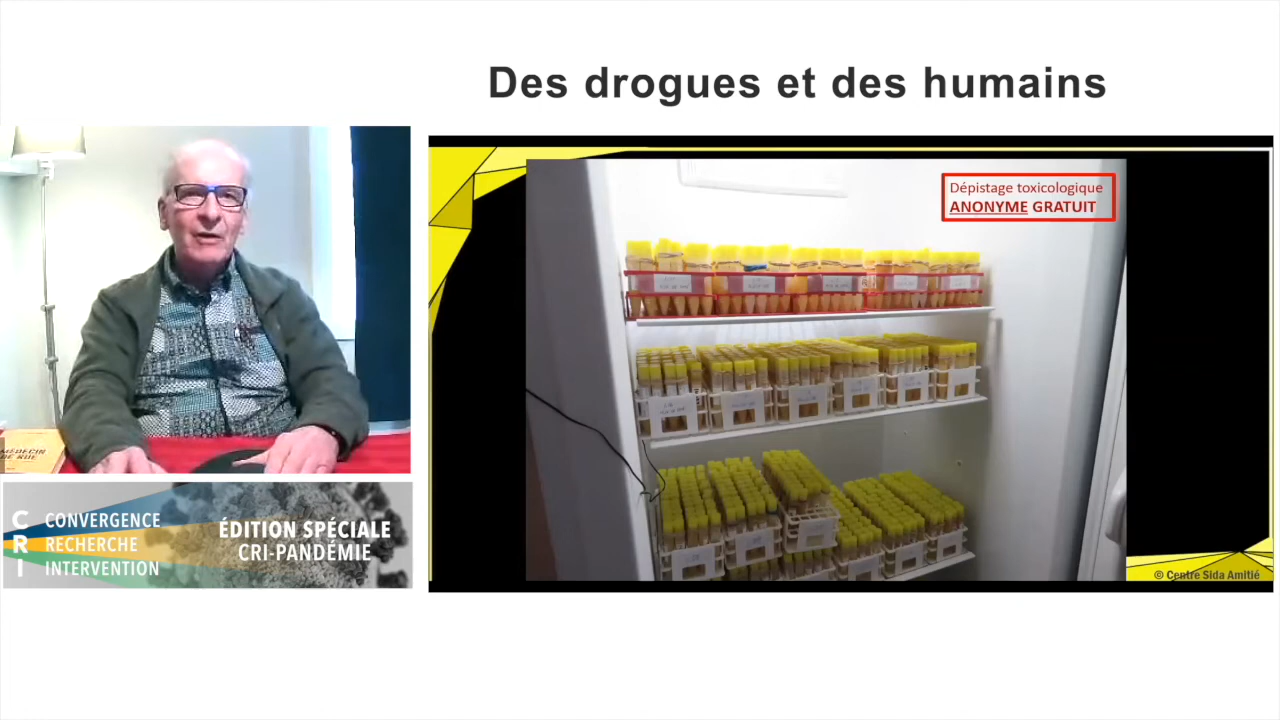 Des drogues et des humains
Dépistage toxicologique
ANONYME GRATUIT
MÉDECIN
DE RUE
C CONVERGENCE
R RECHERCHE
I INTERVENTION
ÉDITION SPÉCIALE
CRI-PANDÉMIE
© Centre Sida Amitié